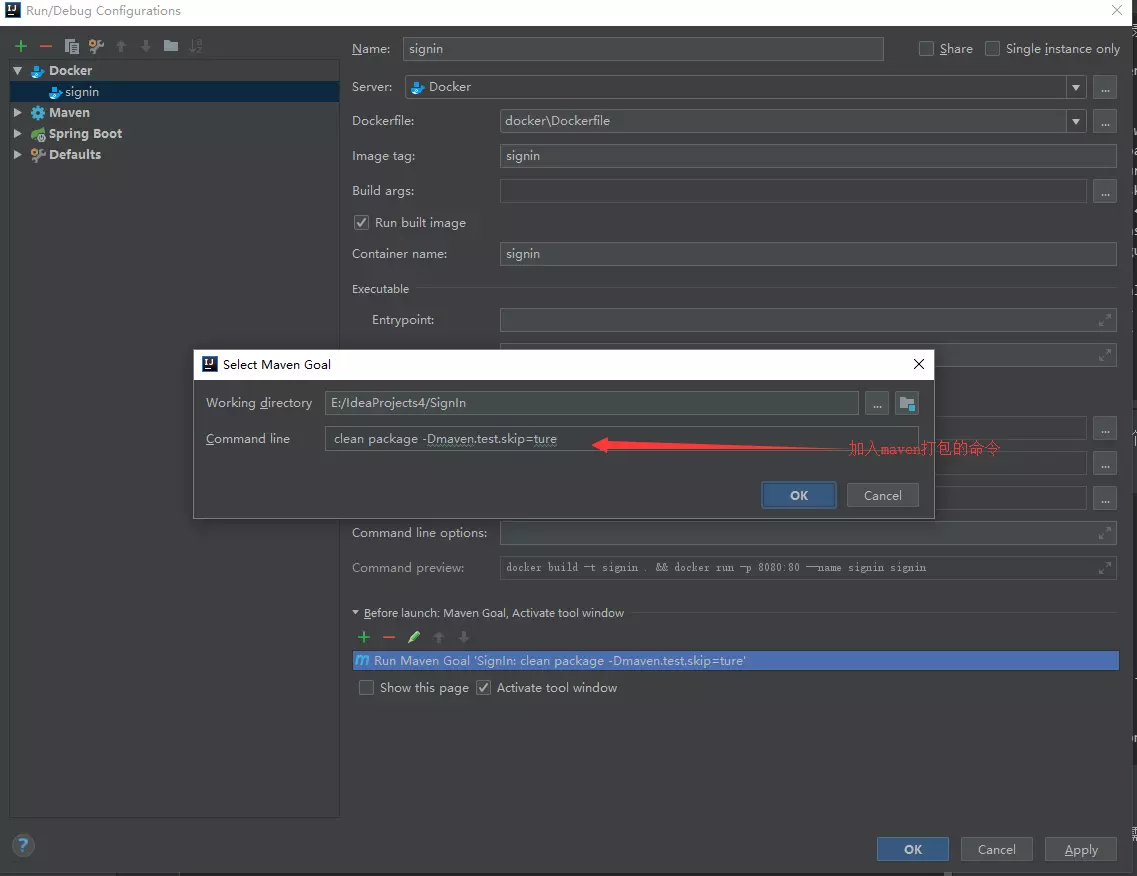 Run/Debug Configurations
Name: signin Share Single instance only
Docker
signin
Maven
Spring Boot
Defaults
Server: Docker ...
Dockerfile: docker\Dockerfile ...
Image tag: signin
Build args: ...
Run built image
Container name: signin
Executable
Entrypoint:
Select Maven Goal
Working directory E:/IdeaProjects4/SignIn ...
Command line clean package -Dmaven.test.skip=ture
加入maven打包的命令
OK Cancel
...
...
...
Command line options:
Command preview: docker build -t signin . && docker run -p 8080:80 --name signin signin
Before launch: Maven Goal, Activate tool window
Run Maven Goal 'SignIn: clean package -Dmaven.test.skip=ture'
Show this page Activate tool window
?
OK Cancel Apply